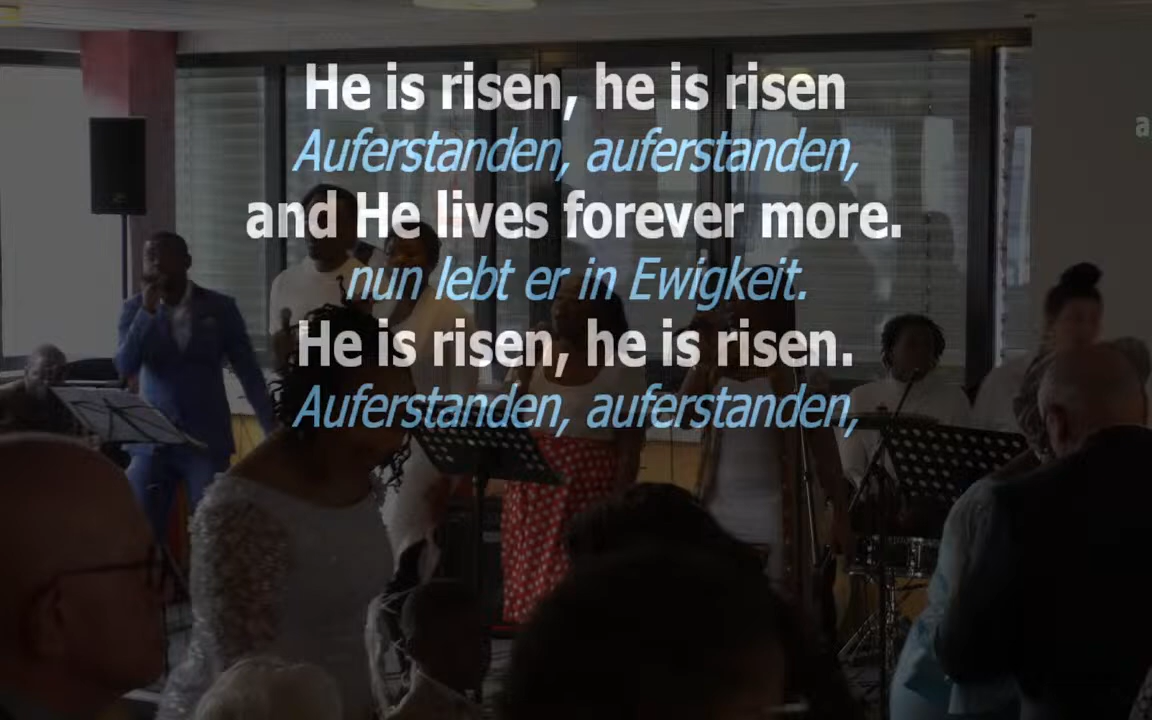 He is risen, he is risen
Auferstanden, auferstanden,
and He lives forever more.
nun lebt er in Ewigkeit.
He is risen, he is risen.
Auferstanden, auferstanden,
a